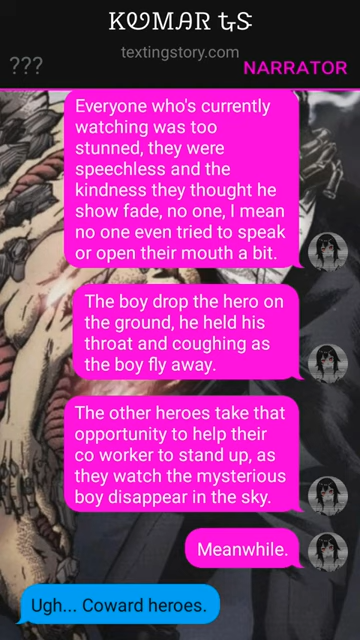 KUMAR tS
textingstory.com
???
NARRATOR
Everyone who's currently
watching was too
stunned, they were
speechless and the
kindness they thought he
show fade, no one, I mean
no one even tried to speak
or open their mouth a bit.
The boy drop the hero on
the ground, he held his
throat and coughing as
the boy fly away.
The other heroes take that
opportunity to help their
co worker to stand up, as
they watch the mysterious
boy disappear in the sky.
Meanwhile.
Ugh... Coward heroes.